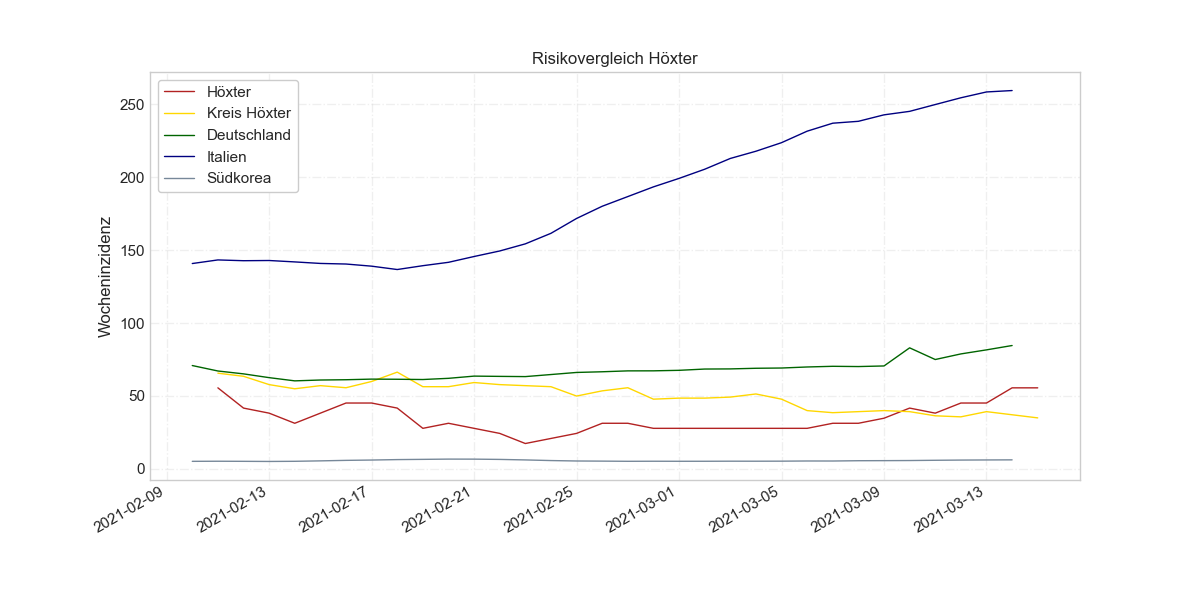 Risikovergleich Höxter
Höxter
Kreis Höxter
Deutschland
Italien
Südkorea
Wocheninzidenz
250
200
150
100
50
0
2021-02-09
2021-02-13
2021-02-17
2021-02-21
2021-02-25
2021-03-01
2021-03-05
2021-03-09
2021-03-13